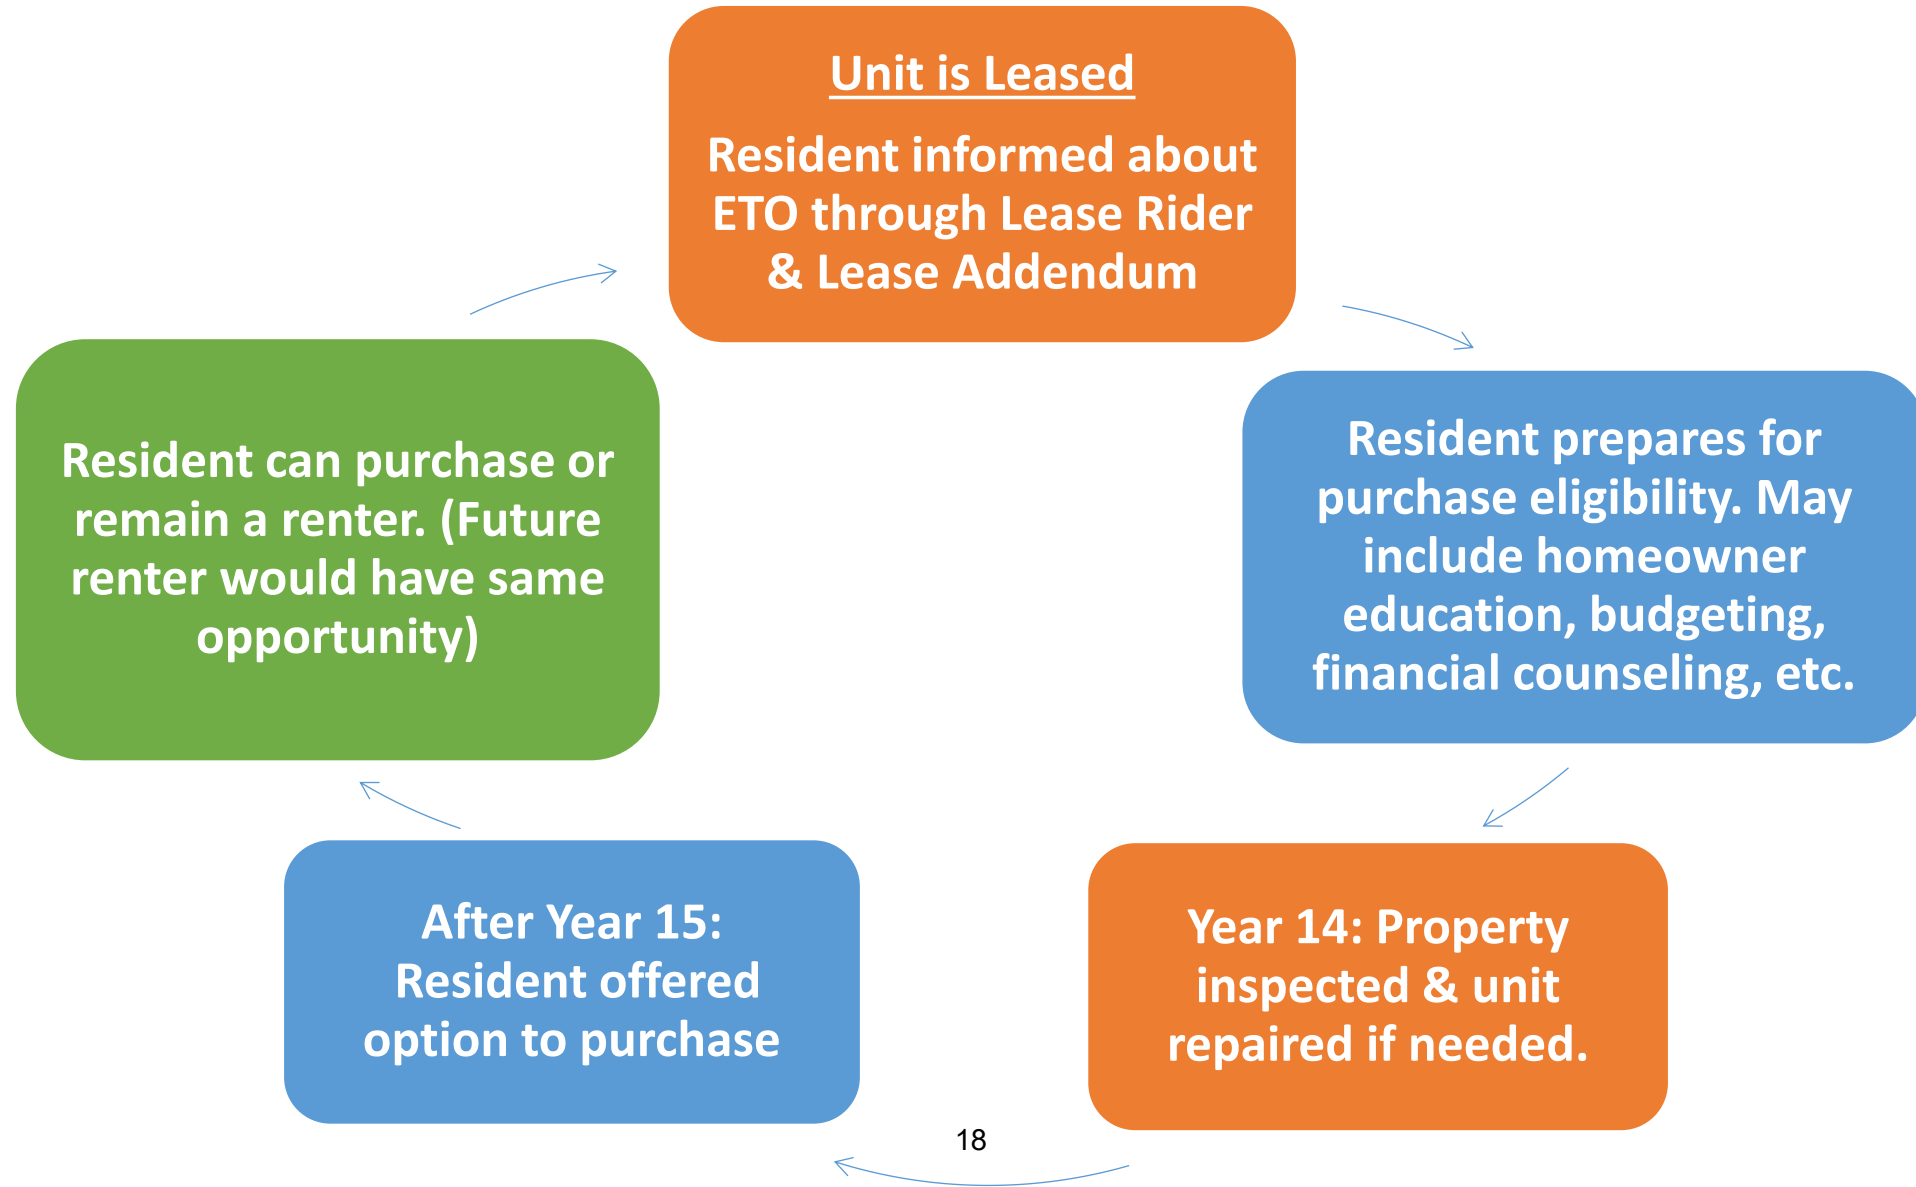 Unit is Leased
Resident informed about
ETO through Lease Rider
& Lease Addendum
Resident prepares for
purchase eligibility. May
include homeowner
education, budgeting,
financial counseling, etc.
Year 14: Property
inspected & unit
repaired if needed.
After Year 15:
Resident offered
option to purchase
Resident can purchase or
remain a renter. (Future
renter would have same
opportunity)
18